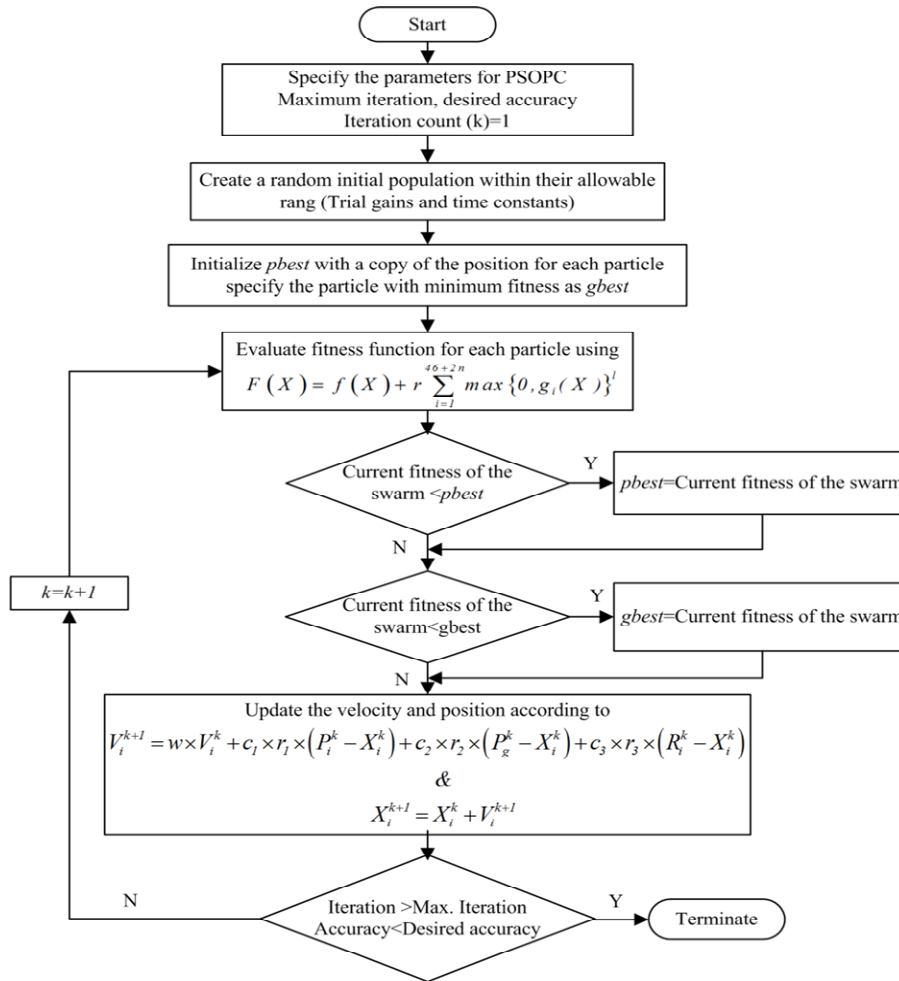 Start
Specify the parameters for PSOPC
Maximum iteration, desired accuracy
Iteration count (k)=1
Create a random initial population within their allowable
rang (Trial gains and time constants)
Initialize pbest with a copy of the position for each particle
specify the particle with minimum fitness as gbest
Evaluate fitness function for each particle using
F(X) = f(X) + r \sum_{i=1}^{46+2n} max{0, g_i(X)}^l
Current fitness of the
swarm <pbest
Y
pbest=Current fitness of the swarm
N
k=k+1
Current fitness of the
swarm<gbest
Y
gbest=Current fitness of the swarm
N
Update the velocity and position according to
V_i^{k+1} = w×V_i^k + c_1×r_1×(P_i^k − X_i^k) + c_2×r_2×(P_g^k − X_i^k) + c_3×r_3×(R_i^k − X_i^k)
&
X_i^{k+1} = X_i^k + V_i^{k+1}
N
Iteration >Max. Iteration
Accuracy<Desired accuracy
Y
Terminate